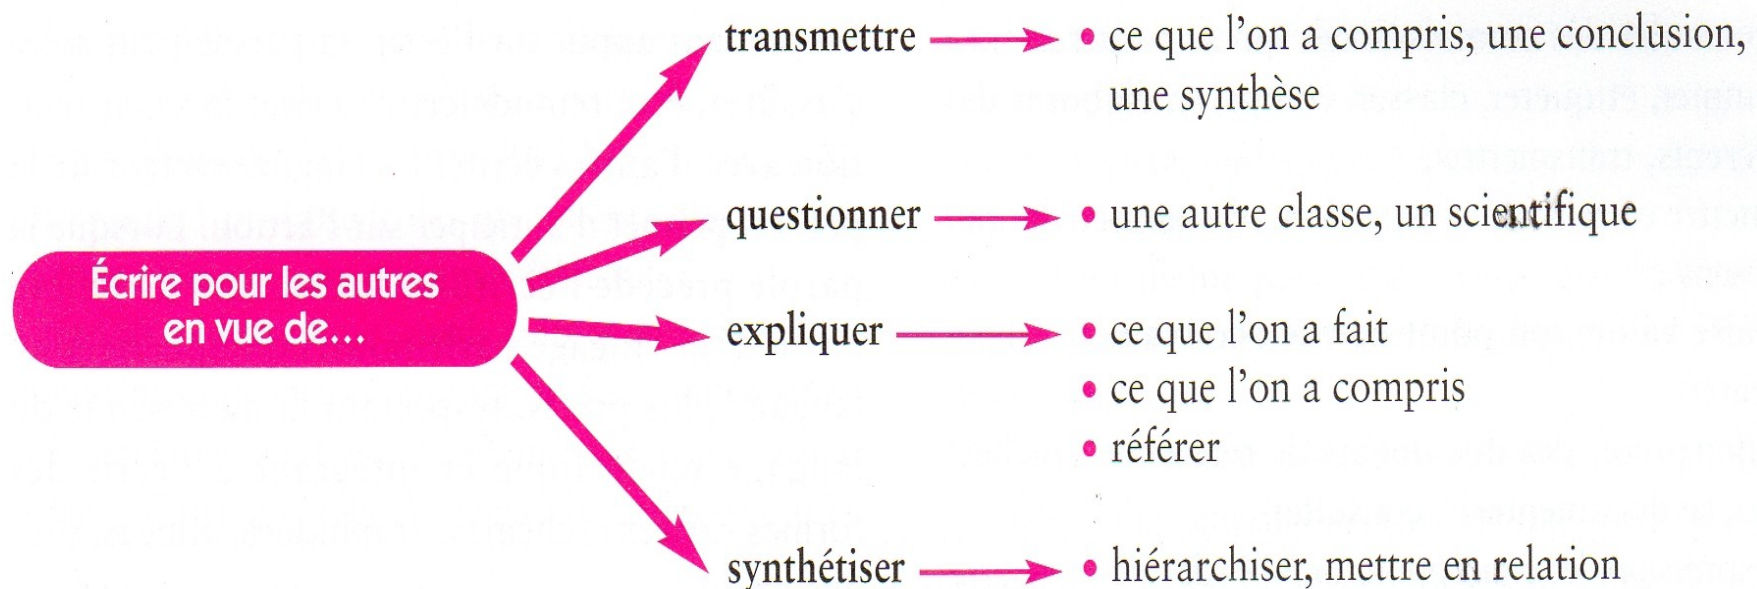 transmettre • ce que l'on a compris, une conclusion,
une synthèse
questionner • une autre classe, un scientifique
Écrire pour les autres
en vue de...
expliquer • ce que l'on a fait
• ce que l'on a compris
• référer
synthétiser • hiérarchiser, mettre en relation